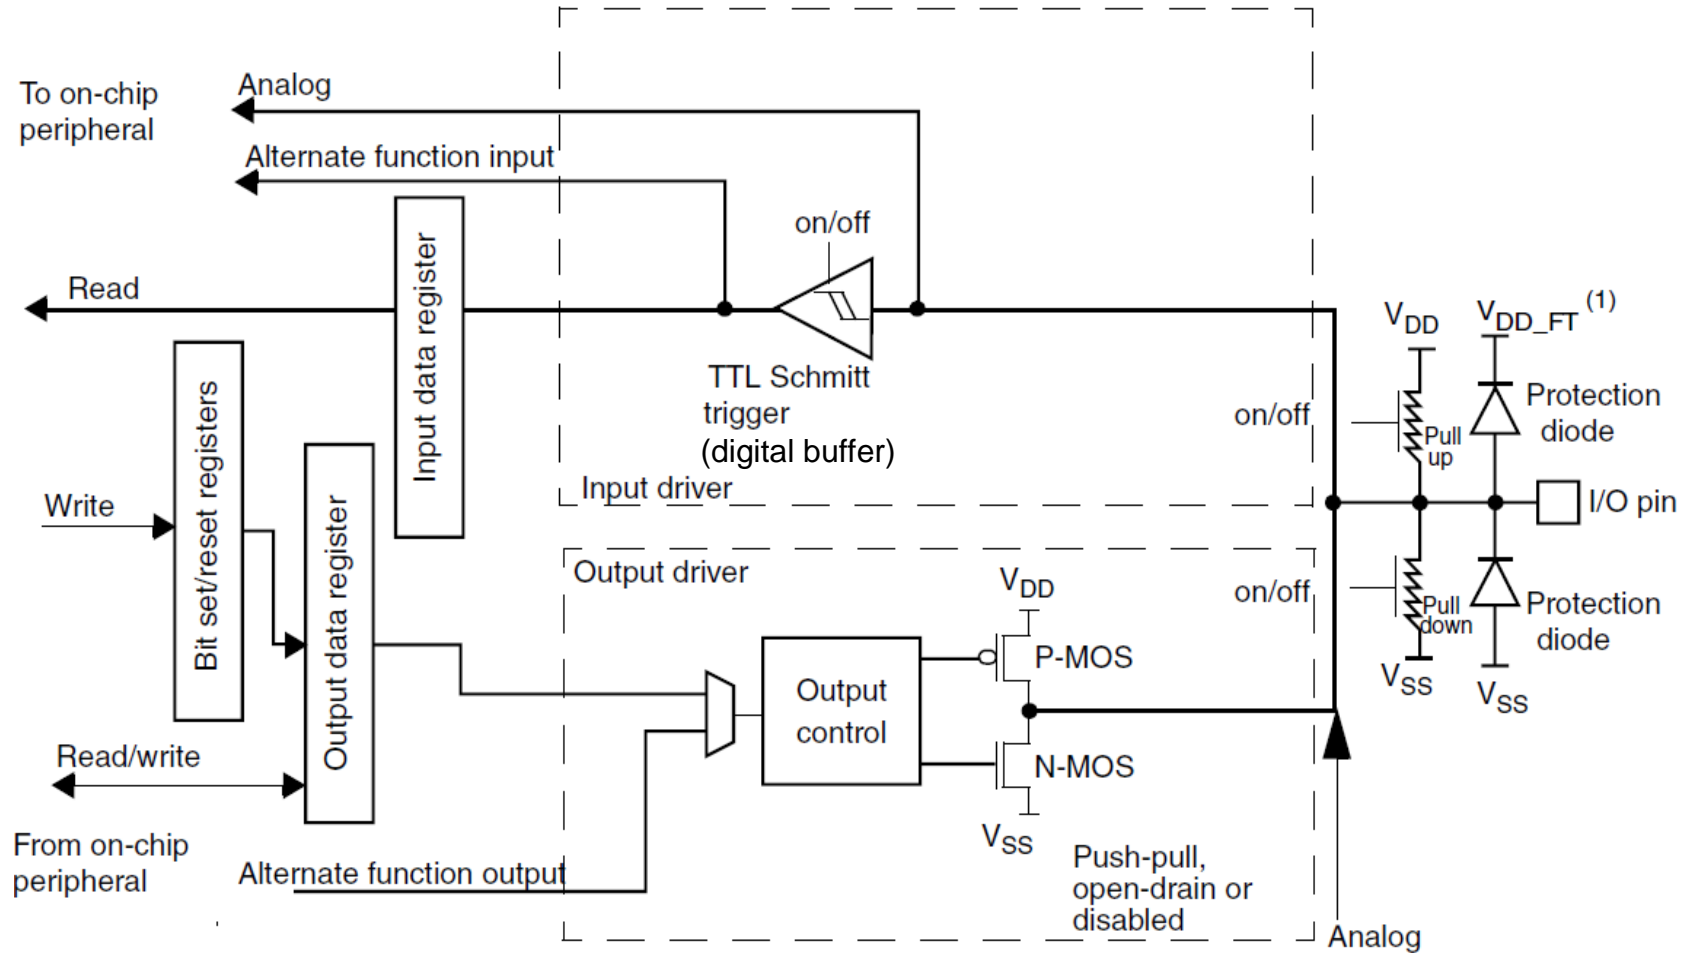 To on-chip
peripheral
Analog
Alternate function input
on/off
Read
Input data register
TTL Schmitt
trigger
(digital buffer)
Input driver
VDD
VDD_FT (1)
on/off
Pull
up
Protection
diode
Write
Bit set/reset registers
Output data register
I/O pin
Output driver
VDD
on/off
Pull
down
Protection
diode
P-MOS
Output
control
VSS
VSS
Read/write
N-MOS
VSS
From on-chip
peripheral
Alternate function output
Push-pull,
open-drain or
disabled
Analog